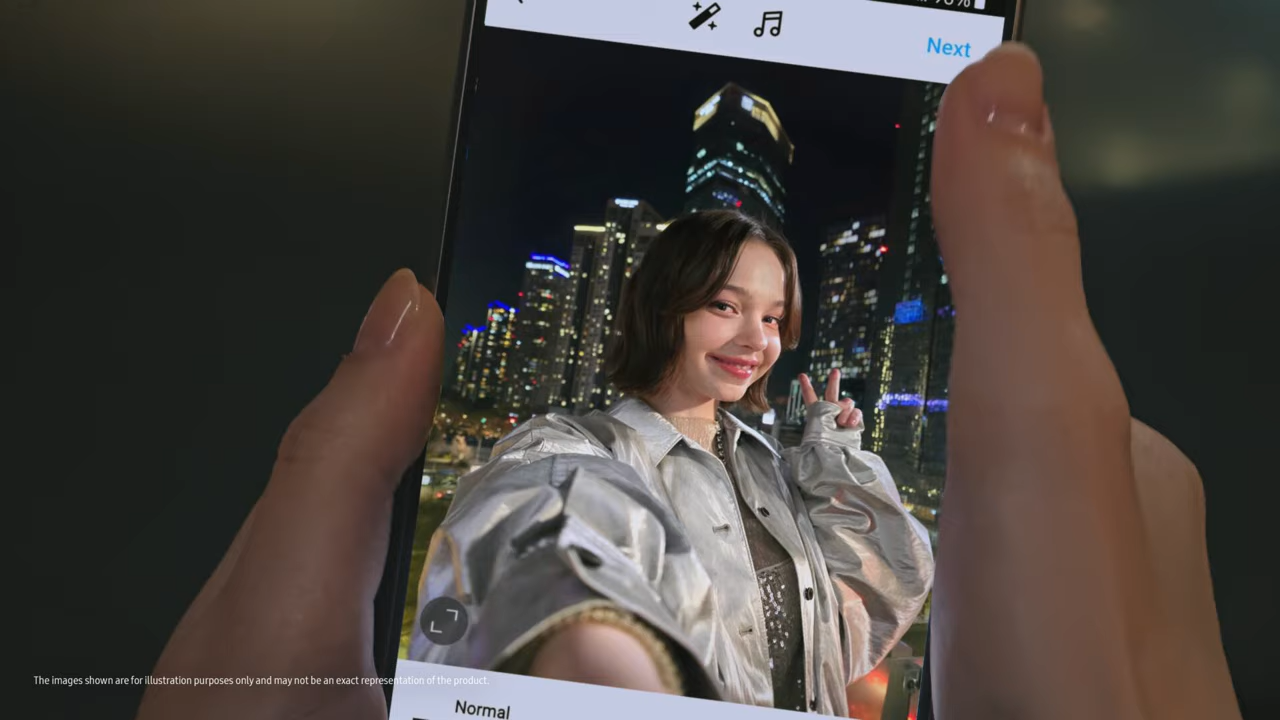 Next
The images shown are for illustration purposes only and may not be an exact representation of the product.
Normal